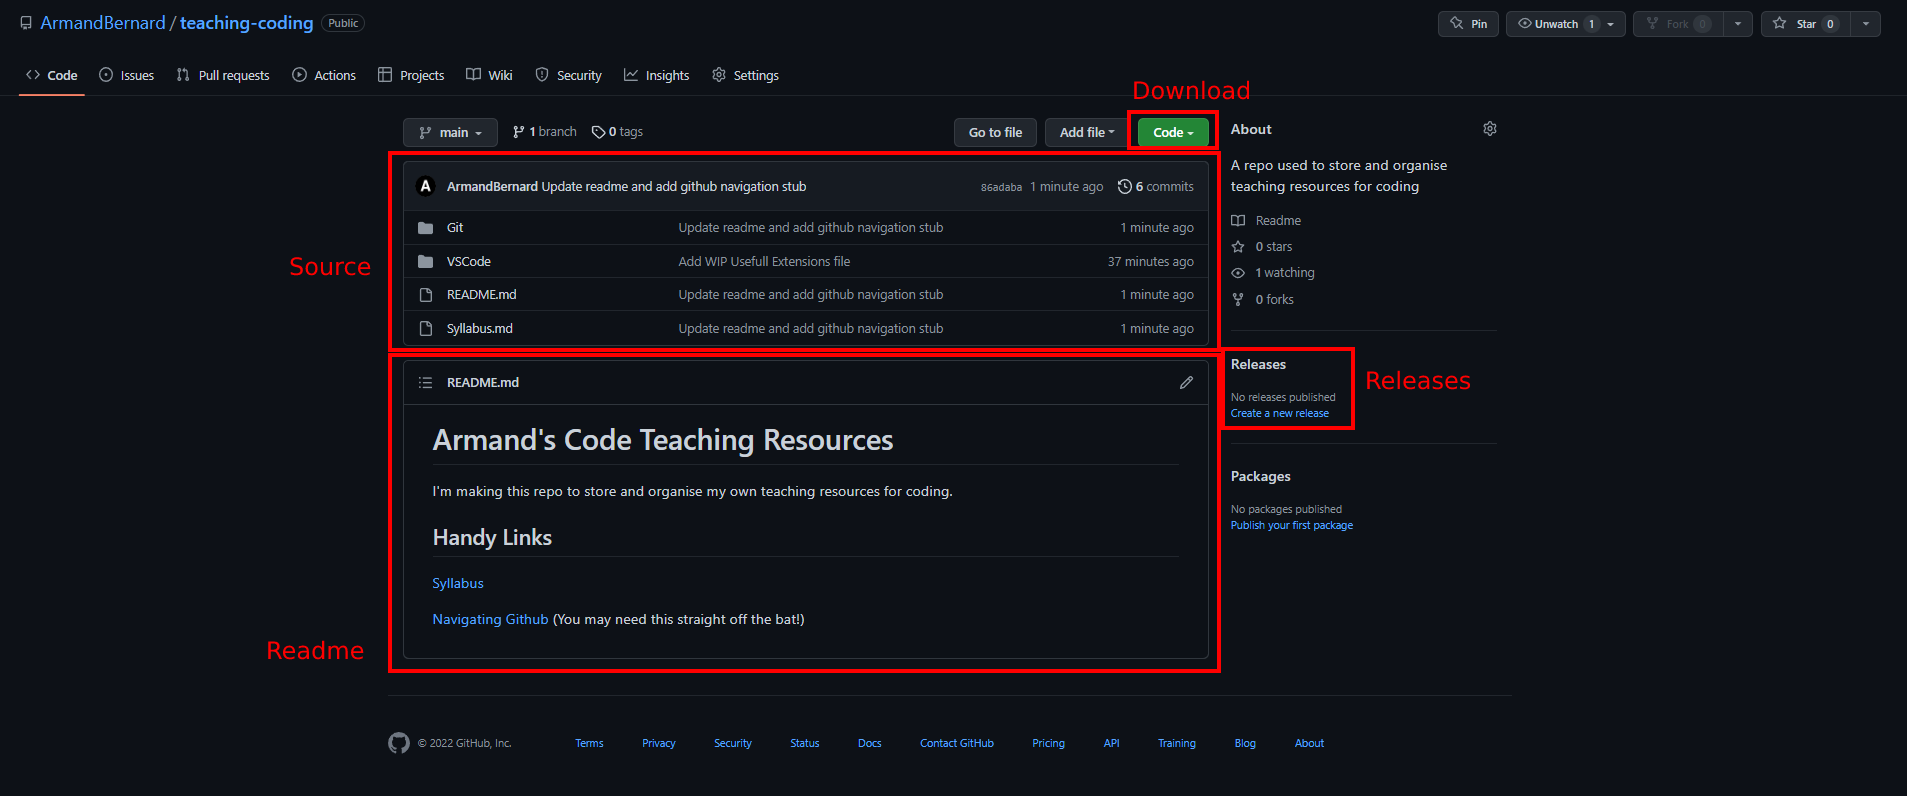 ArmandBernard / teaching-coding Public
Pin
Unwatch 1
Fork 0
Star 0
Code Issues Pull requests Actions Projects Wiki Security Insights Settings
Download
main 1 branch 0 tags Go to file Add file Code
ArmandBernard Update readme and add github navigation stub 86adaba 1 minute ago 6 commits
Git Update readme and add github navigation stub 1 minute ago
VSCode Add WIP Usefull Extensions file 37 minutes ago
README.md Update readme and add github navigation stub 1 minute ago
Syllabus.md Update readme and add github navigation stub 1 minute ago
Source
README.md
Armand's Code Teaching Resources
I'm making this repo to store and organise my own teaching resources for coding.
Handy Links
Syllabus
Navigating Github (You may need this straight off the bat!)
Readme
About
A repo used to store and organise
teaching resources for coding
Readme
0 stars
1 watching
0 forks
Releases
No releases published
Create a new release
Releases
Packages
No packages published
Publish your first package
© 2022 GitHub, Inc. Terms Privacy Security Status Docs Contact GitHub Pricing API Training Blog About